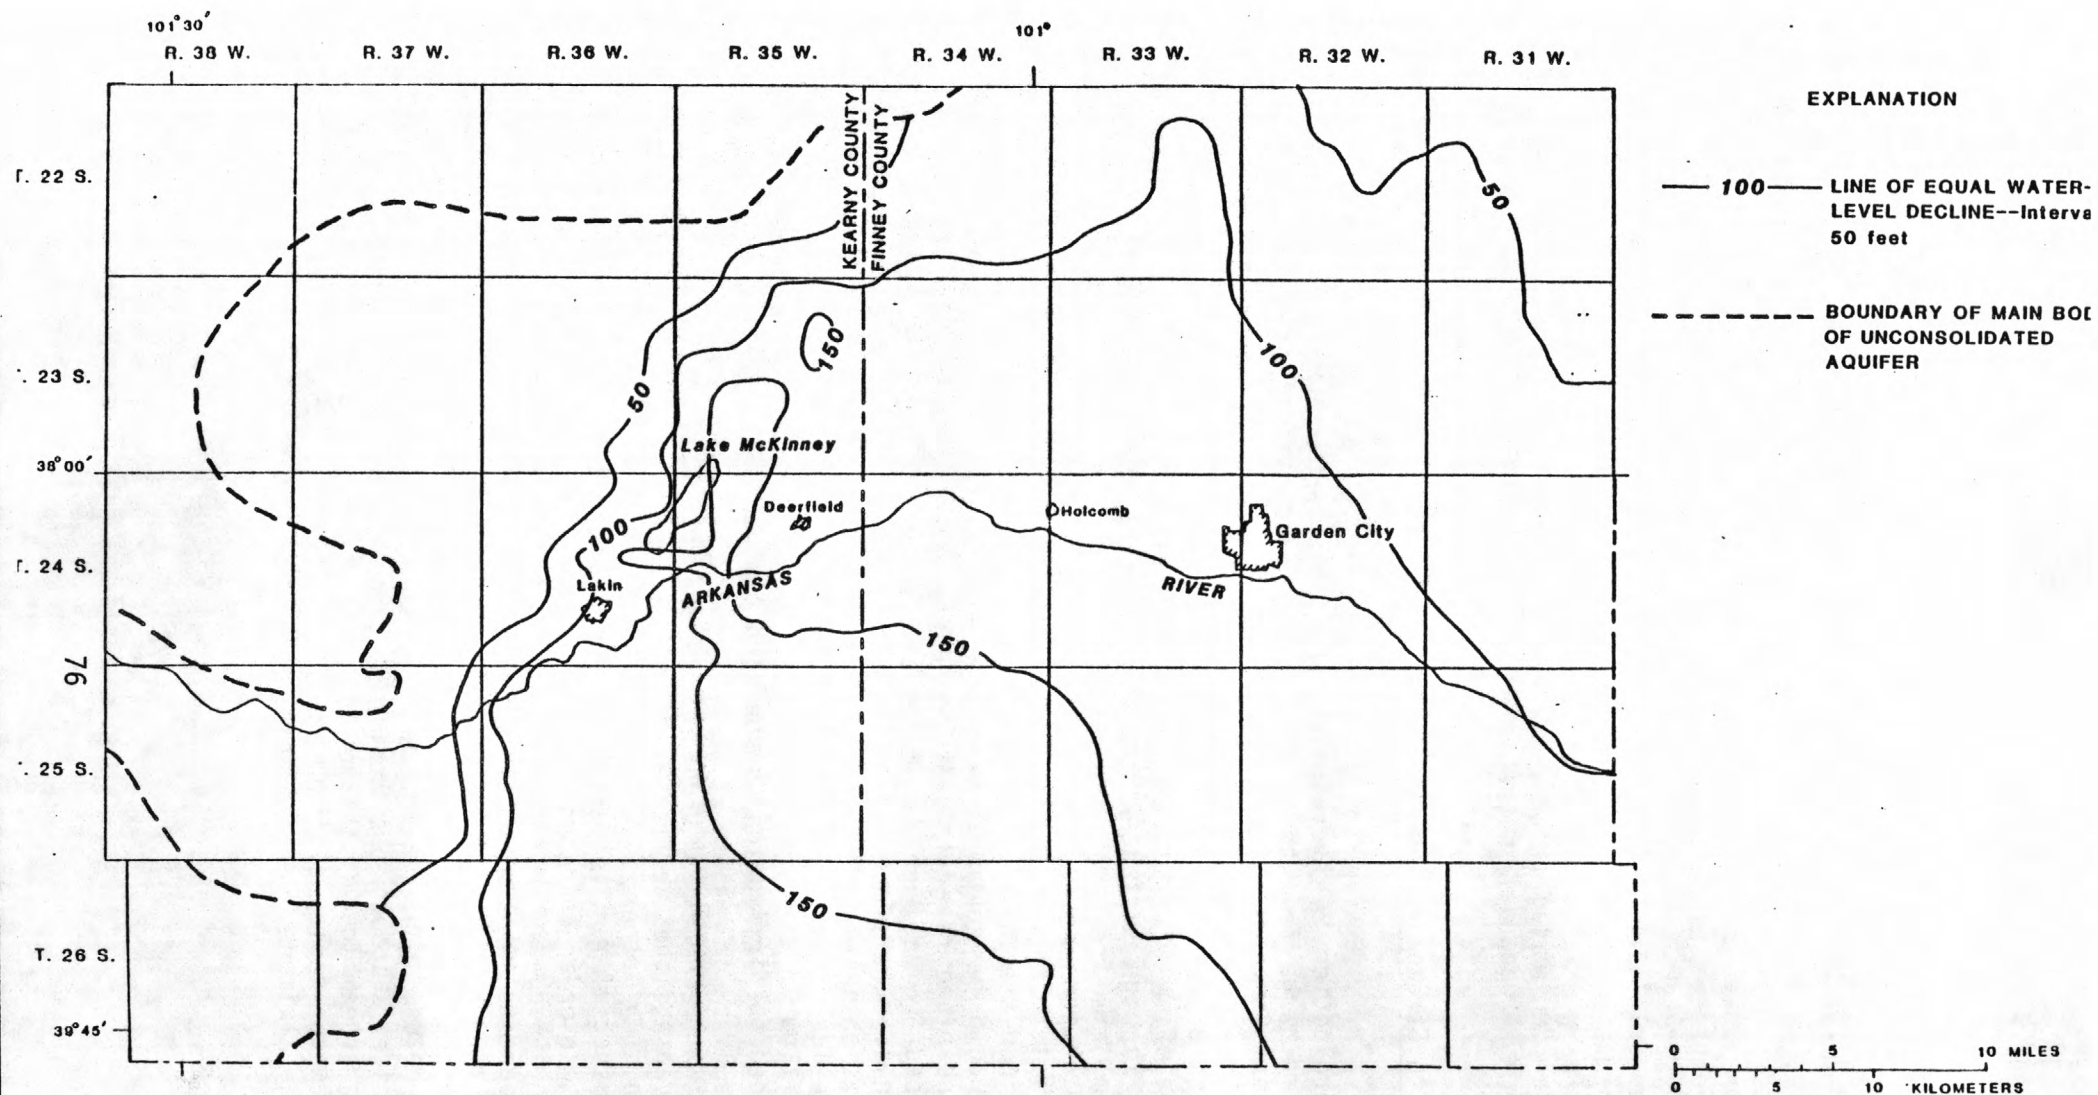 101°30′
101°
R. 38 W. R. 37 W. R. 36 W. R. 35 W. R. 34 W. R. 33 W. R. 32 W. R. 31 W.
EXPLANATION
—100— LINE OF EQUAL WATER-
LEVEL DECLINE--Interva
50 feet
BOUNDARY OF MAIN BOD
OF UNCONSOLIDATED
AQUIFER
T. 22 S.
. 23 S.
38°00′
T. 24 S.
76
. 25 S.
T. 26 S.
39°45′
KEARNY COUNTY
FINNEY COUNTY
50
150
100
50
Lake McKinney
Deerfield
Holcomb
Garden City
100
Lakin
ARKANSAS
RIVER
150
150
0 5 10 MILES
0 5 10 KILOMETERS